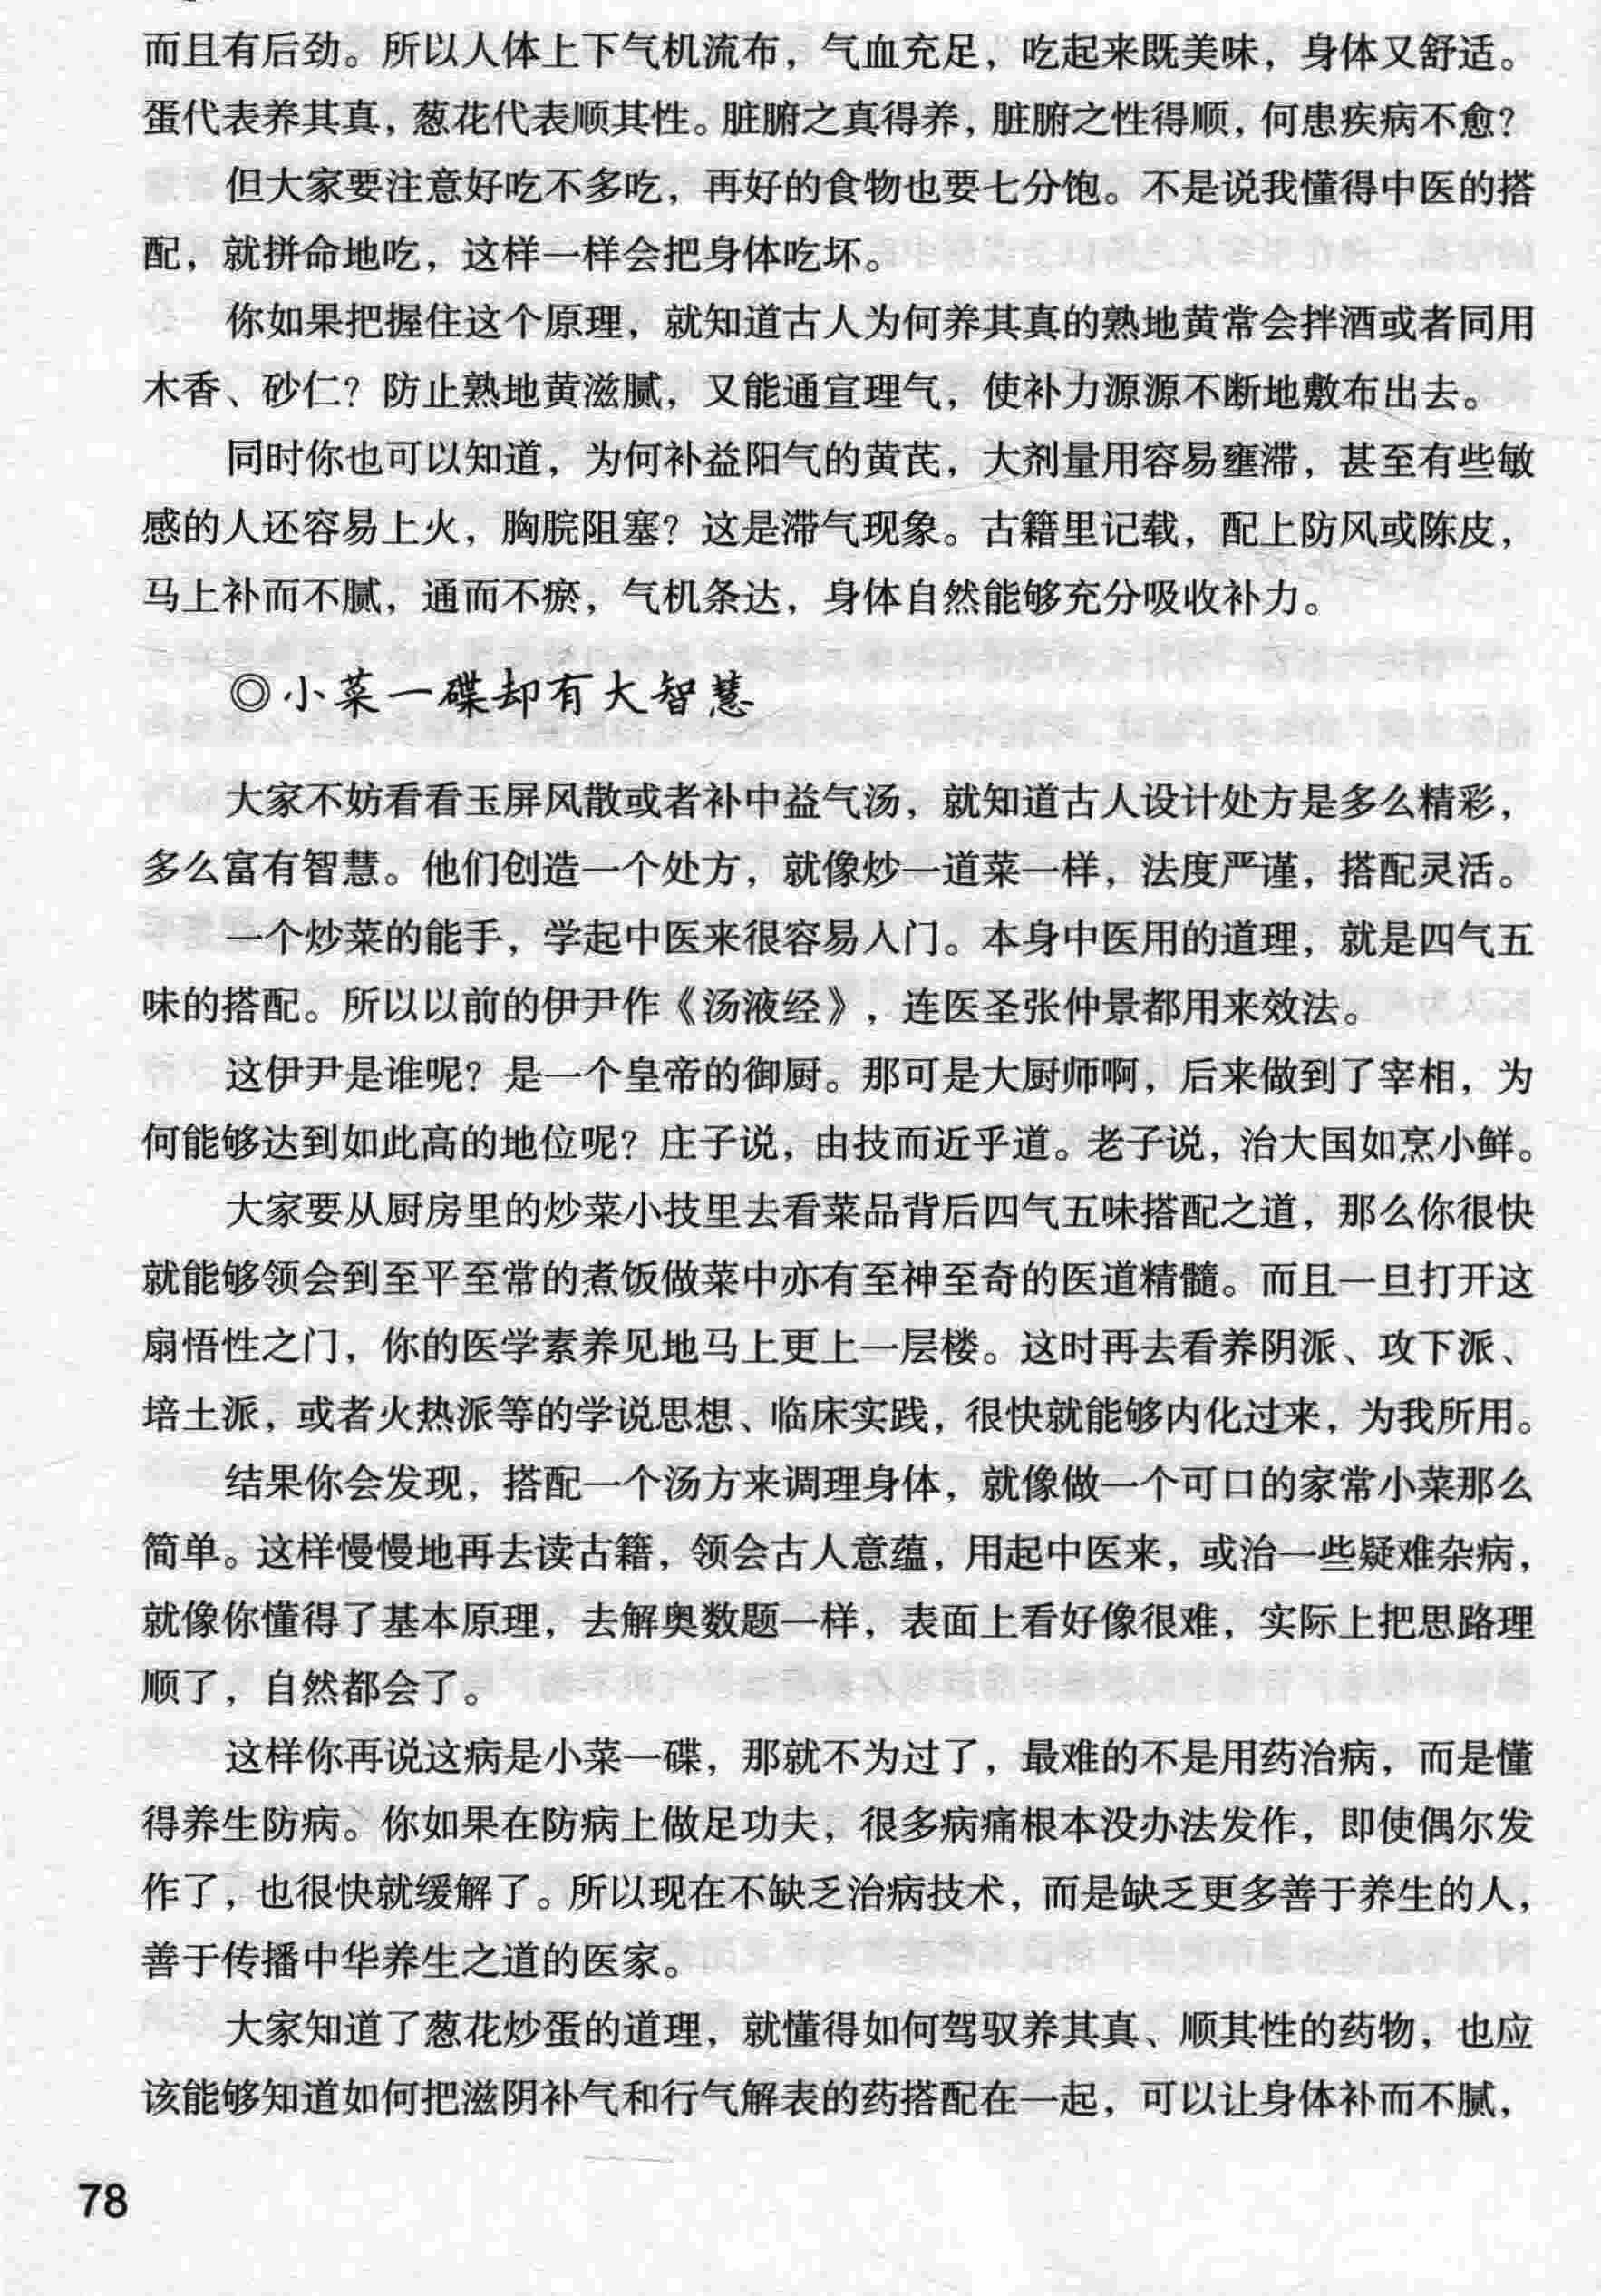 而且有后劲。所以人体上下气机流布，气血充足，吃起来既美味，身体又舒适。
蛋代表养其真，葱花代表顺其性。脏腑之真得养，脏腑之性得顺，何患疾病不愈？
但大家要注意好吃不多吃，再好的食物也要七分饱。不是说我懂得中医的搭
配，就拼命地吃，这样一样会把身体吃坏。
你如果把握住这个原理，就知道古人为何养其真的熟地黄常会拌酒或者同用
木香、砂仁？防止熟地黄滋腻，又能通宣理气，使补力源源不断地敷布出去。
同时你也可以知道，为何补益阳气的黄芪，大剂量用容易壅滞，甚至有些敏
感的人还容易上火，胸脘阻塞？这是滞气现象。古籍里记载，配上防风或陈皮，
马上补而不腻，通而不瘀，气机条达，身体自然能够充分吸收补力。
◎小菜一碟却有大智慧
大家不妨看看玉屏风散或者补中益气汤，就知道古人设计处方是多么精彩，
多么富有智慧。他们创造一个处方，就像炒一道菜一样，法度严谨，搭配灵活。
一个炒菜的能手，学起中医来很容易入门。本身中医用的道理，就是四气五
味的搭配。所以以前的伊尹作《汤液经》，连医圣张仲景都用来效法。
这伊尹是谁呢？是一个皇帝的御厨。那可是大厨师啊，后来做到了宰相，为
何能够达到如此高的地位呢？庄子说，由技而近乎道。老子说，治大国如烹小鲜。
大家要从厨房里的炒菜小技里去看菜品背后四气五味搭配之道，那么你很快
就能够领会到至平至常的煮饭做菜中亦有至神至奇的医道精髓。而且一旦打开这
扇悟性之门，你的医学素养见地马上更上一层楼。这时再去看养阴派、攻下派、
培土派，或者火热派等的学说思想、临床实践，很快就能够内化过来，为我所用。
结果你会发现，搭配一个汤方来调理身体，就像做一个可口的家常小菜那么
简单。这样慢慢地再去读古籍，领会古人意蕴，用起中医来，或治一些疑难杂病，
就像你懂得了基本原理，去解奥数题一样，表面上看好像很难，实际上把思路理
顺了，自然都会了。
这样你再说这病是小菜一碟，那就不为过了，最难的不是用药治病，而是懂
得养生防病。你如果在防病上做足功夫，很多病痛根本没办法发作，即使偶尔发
作了，也很快就缓解了。所以现在不缺乏治病技术，而是缺乏更多善于养生的人，
善于传播中华养生之道的医家。
大家知道了葱花炒蛋的道理，就懂得如何驾驭养其真、顺其性的药物，也应
该能够知道如何把滋阴补气和行气解表的药搭配在一起，可以让身体补而不腻，
78